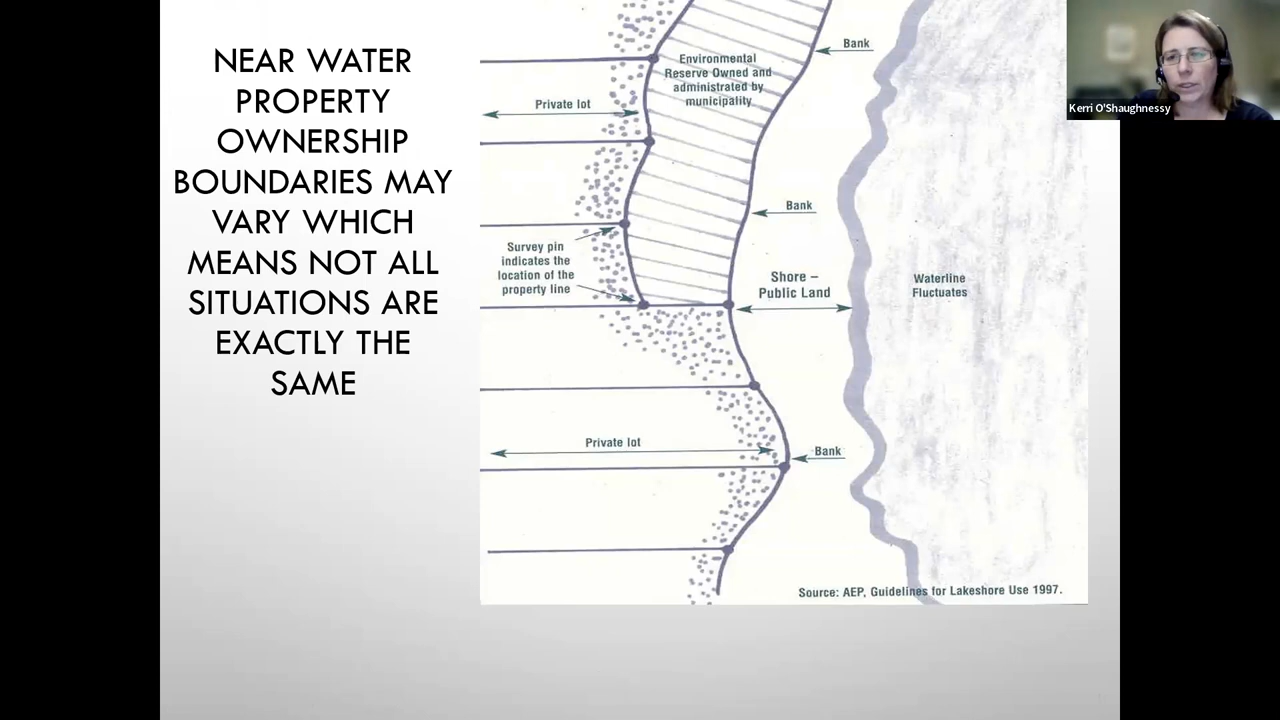 NEAR WATER
PROPERTY
OWNERSHIP
BOUNDARIES MAY
VARY WHICH
MEANS NOT ALL
SITUATIONS ARE
EXACTLY THE
SAME
Bank
Environmental
Reserve Owned and
administrated by
municipality
Private lot
Bank
Survey pin
indicates the
location of the
property line
Shore –
Public Land
Waterline
Fluctuates
Private lot
Bank
Source: AEP, Guidelines for Lakeshore Use 1997.
Kerri O'Shaughnessy